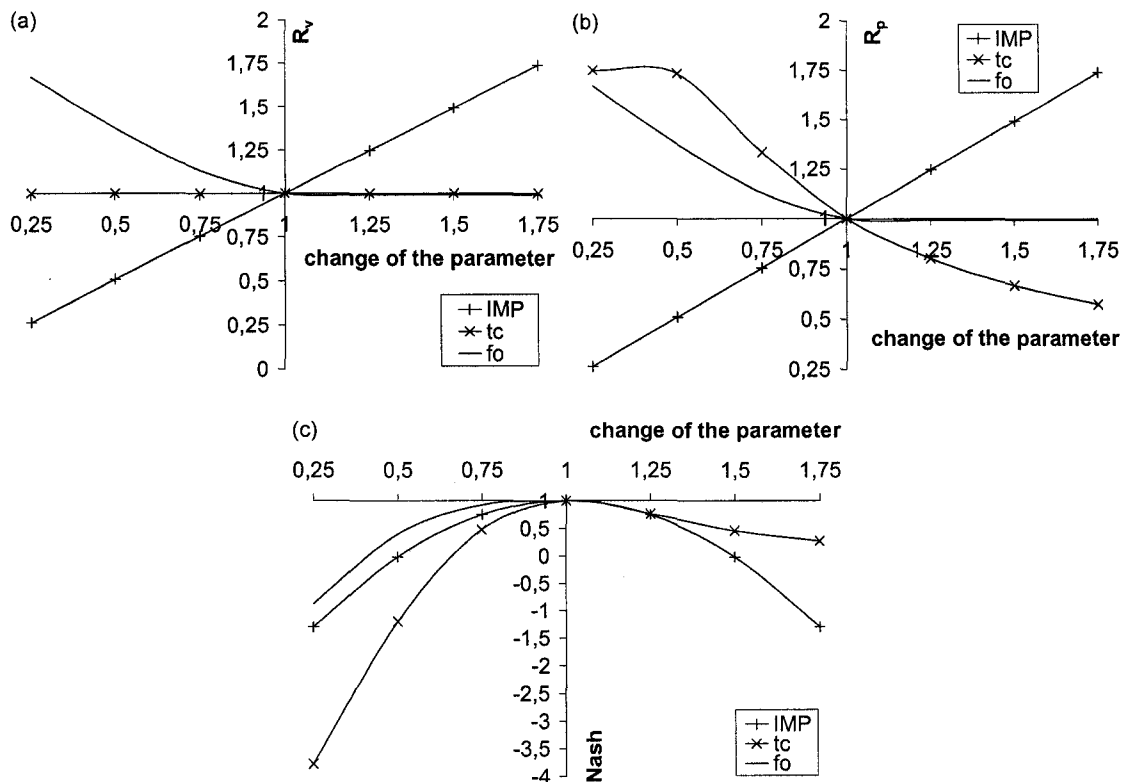 (a)
R_v
2
1,75
1,5
1,25
1
0,75
0,5
0,25
0
0,25 0,5 0,75 1 1,25 1,5 1,75
change of the parameter
IMP
tc
fo
(b)
R_p
2
1,75
1,5
1,25
1
0,75
0,5
0,25
0,25 0,5 0,75 1 1,25 1,5 1,75
change of the parameter
IMP
tc
fo
(c)
change of the parameter
0,25 0,5 0,75 1 1,25 1,5 1,75
1
0,5
0
-0,5
-1
-1,5
-2
-2,5
-3
-3,5
-4
Nash
IMP
tc
fo